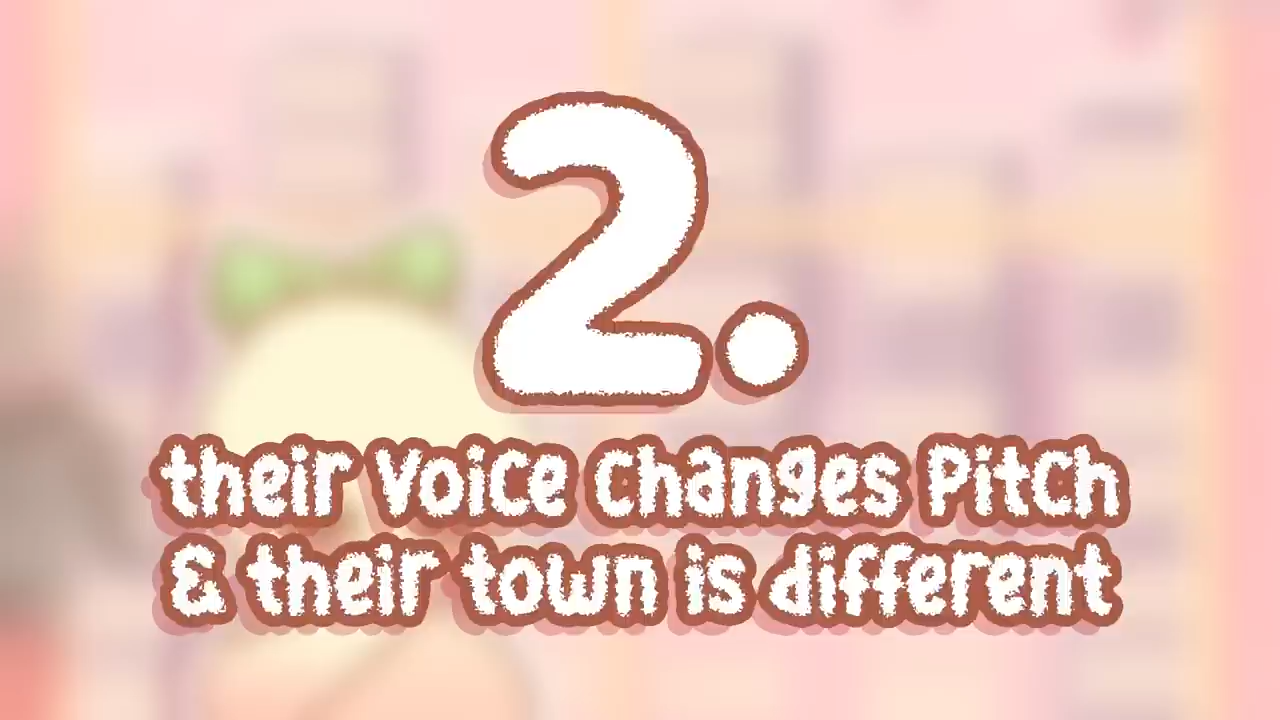 2.
their voice changes pitch
& their town is different